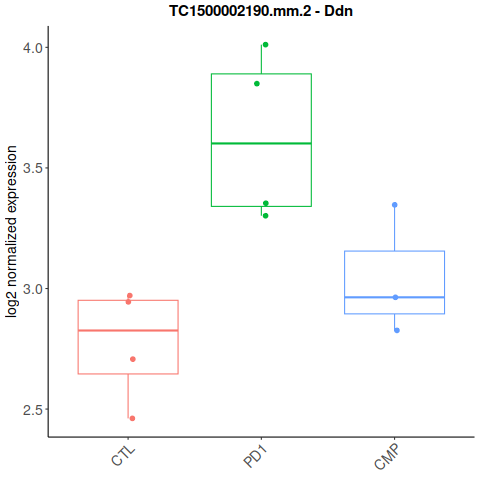 TC1500002190.mm.2 - Ddn
log2 normalized expression
4.0
3.5
3.0
2.5
CTL
PD1
CMP